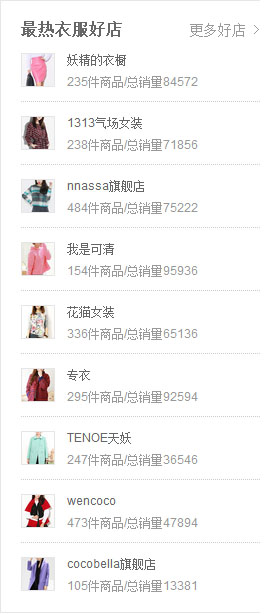 最热衣服好店 更多好店 >
妖精的衣橱
235件商品/总销量84572
1313气场女装
238件商品/总销量71856
nnassa旗舰店
484件商品/总销量75222
我是可清
154件商品/总销量95936
花猫女装
336件商品/总销量65136
专衣
295件商品/总销量92594
TENOE天妖
247件商品/总销量36546
wencoco
473件商品/总销量47894
cocobella旗舰店
105件商品/总销量13381